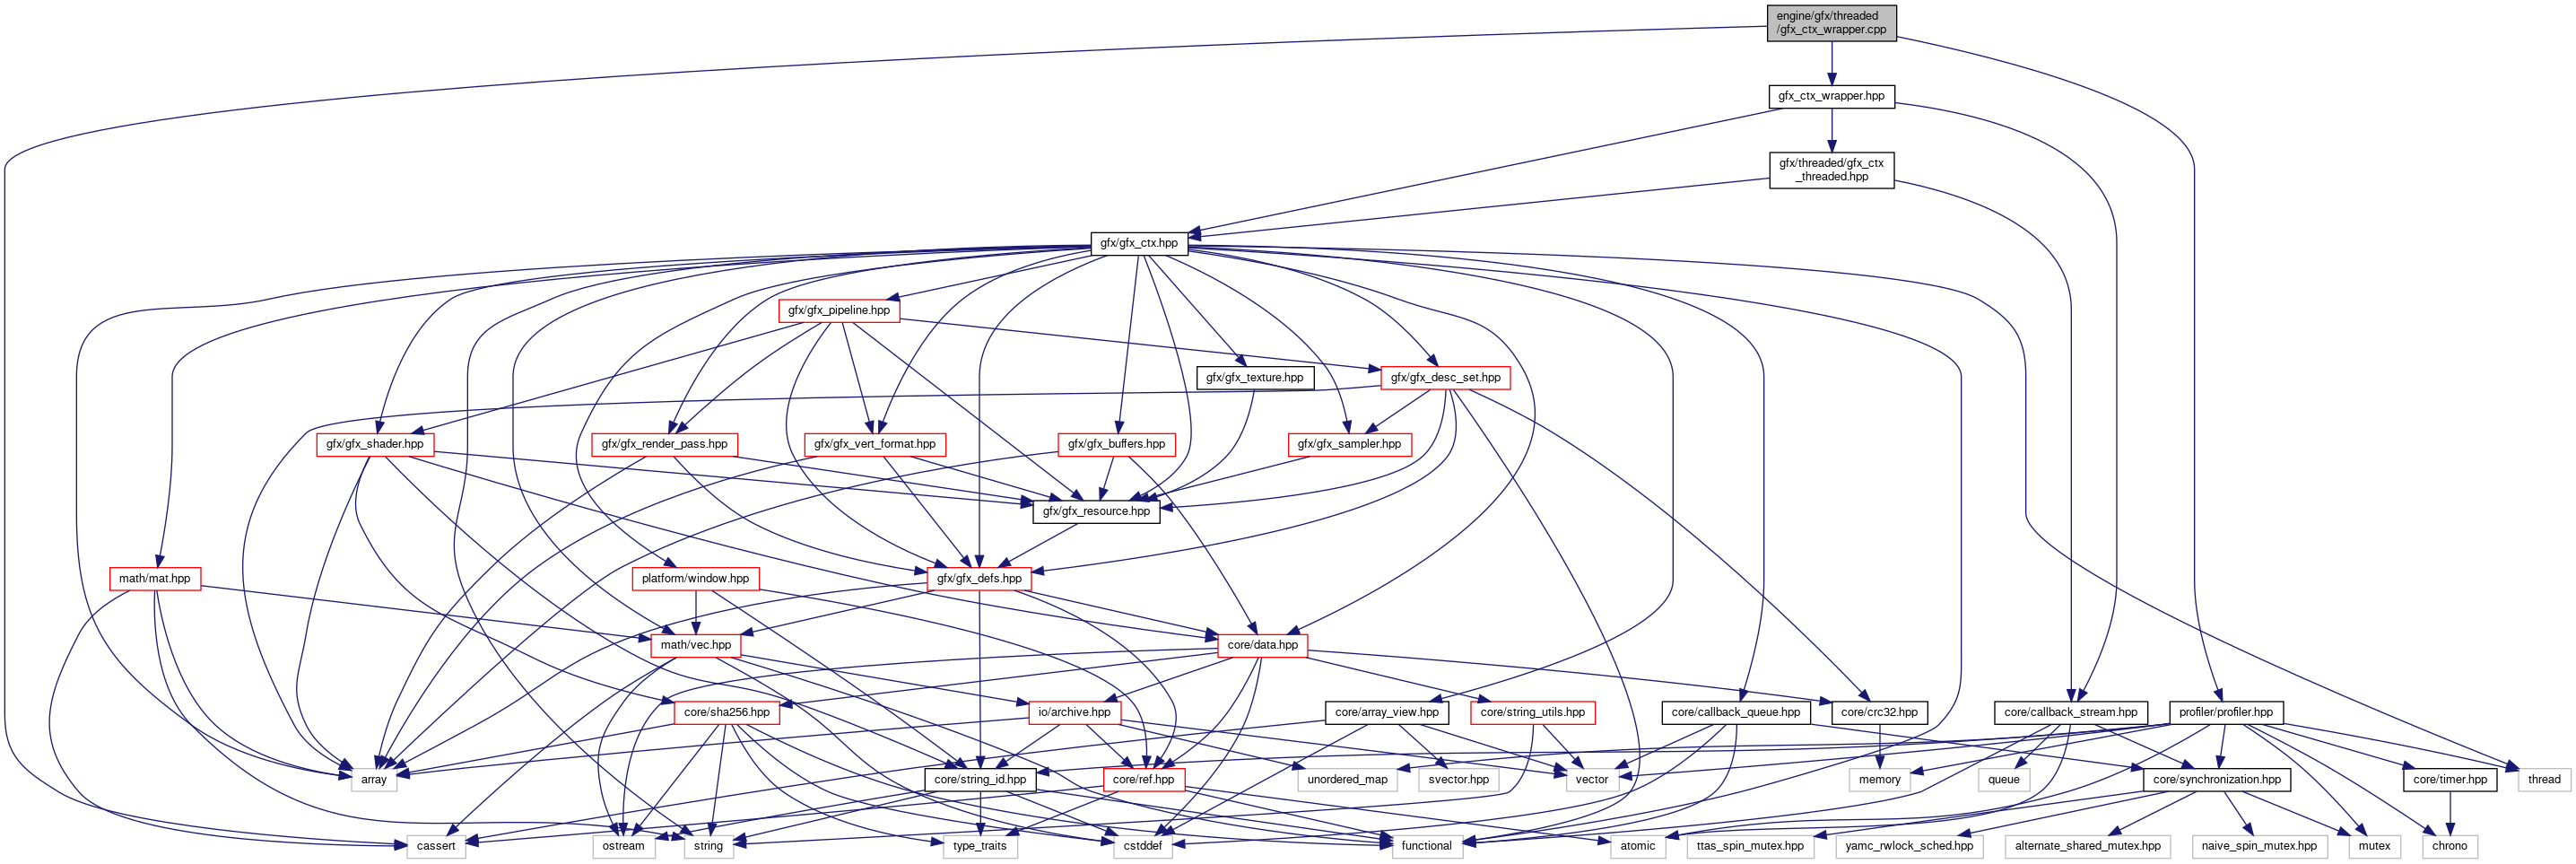 engine/gfx/threaded
/gfx_ctx_wrapper.cpp
gfx_ctx_wrapper.hpp
gfx/threaded/gfx_ctx
_threaded.hpp
gfx/gfx_ctx.hpp
gfx/gfx_pipeline.hpp
gfx/gfx_texture.hpp
gfx/gfx_desc_set.hpp
gfx/gfx_shader.hpp
gfx/gfx_render_pass.hpp
gfx/gfx_vert_format.hpp
gfx/gfx_buffers.hpp
gfx/gfx_sampler.hpp
gfx/gfx_resource.hpp
math/mat.hpp
platform/window.hpp
gfx/gfx_defs.hpp
math/vec.hpp
core/data.hpp
core/sha256.hpp
io/archive.hpp
core/array_view.hpp
core/string_utils.hpp
core/callback_queue.hpp
core/crc32.hpp
core/callback_stream.hpp
profiler/profiler.hpp
array
core/string_id.hpp
core/ref.hpp
unordered_map
svector.hpp
vector
memory
queue
core/synchronization.hpp
core/timer.hpp
thread
cassert
ostream
string
type_traits
cstddef
functional
atomic
ttas_spin_mutex.hpp
yamc_rwlock_sched.hpp
alternate_shared_mutex.hpp
naive_spin_mutex.hpp
mutex
chrono